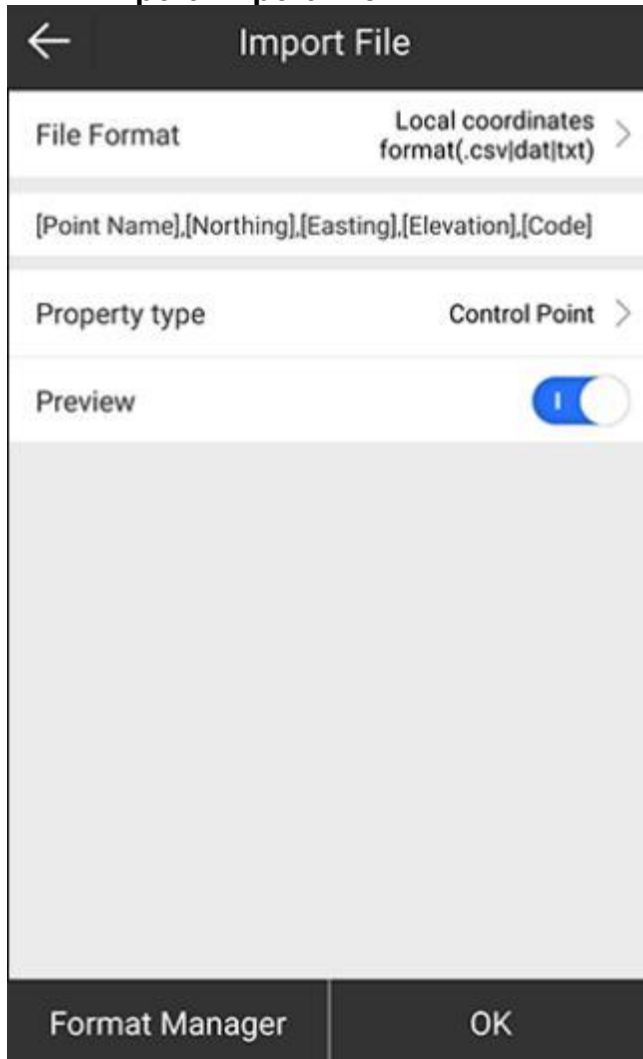 Import File
File Format
Local coordinates
format(.csv|dat|txt)
[Point Name],[Northing],[Easting],[Elevation],[Code]
Property type
Control Point
Preview
Format Manager
OK